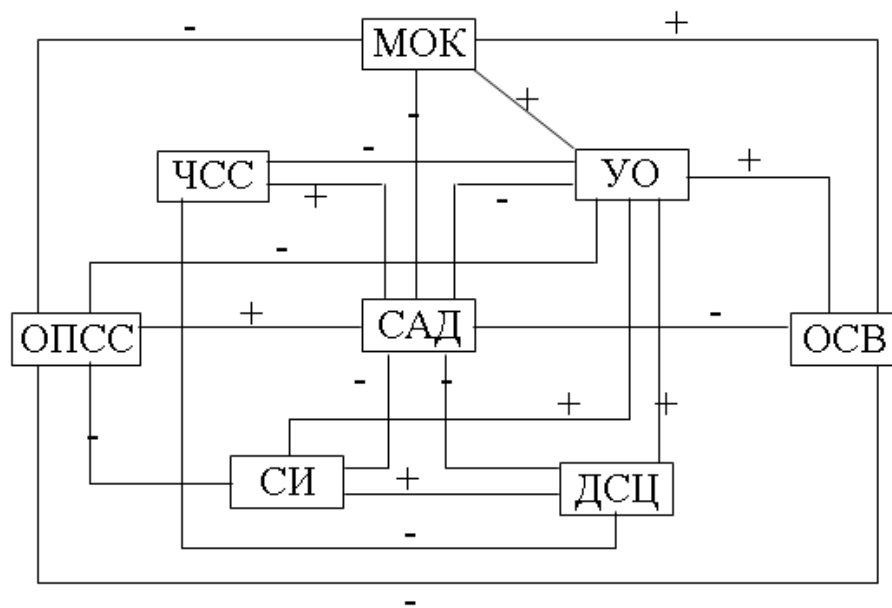 - +
МОК
- +
- +
ЧСС УО
+ -
-
+ -
ОПСС САД ОСВ
- -
+ +
-
СИ + ДСЦ
-
-